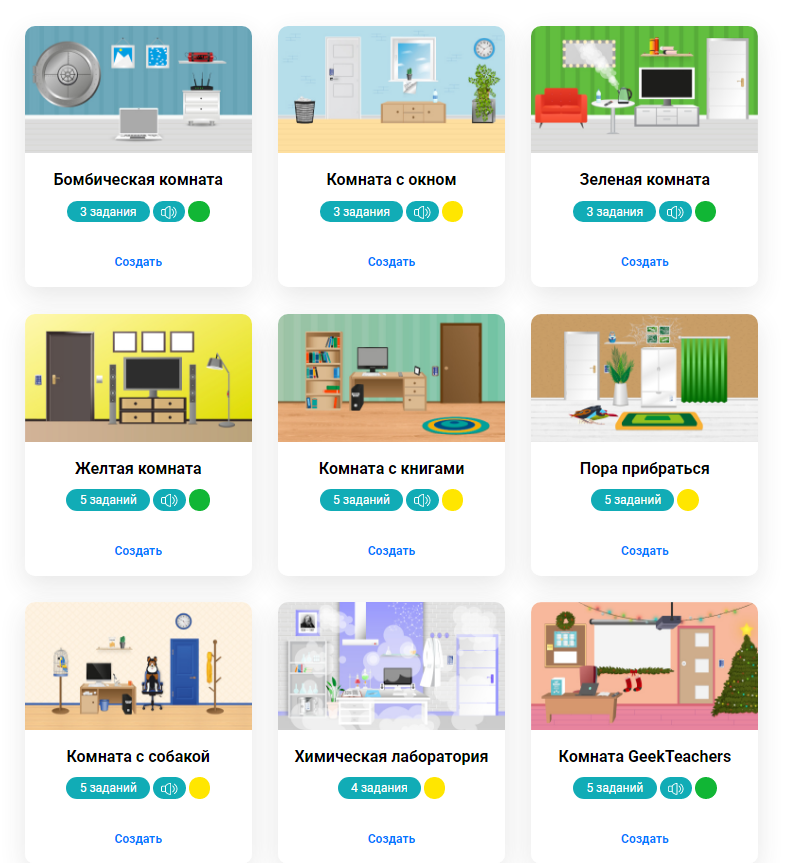 Бомбическая комната
3 задания
Создать
Комната с окном
3 задания
Создать
Зеленая комната
3 задания
Создать
Желтая комната
5 заданий
Создать
Комната с книгами
5 заданий
Создать
Пора прибраться
5 заданий
Создать
Комната с собакой
5 заданий
Создать
Химическая лаборатория
4 задания
Создать
Комната GeekTeachers
5 заданий
Создать